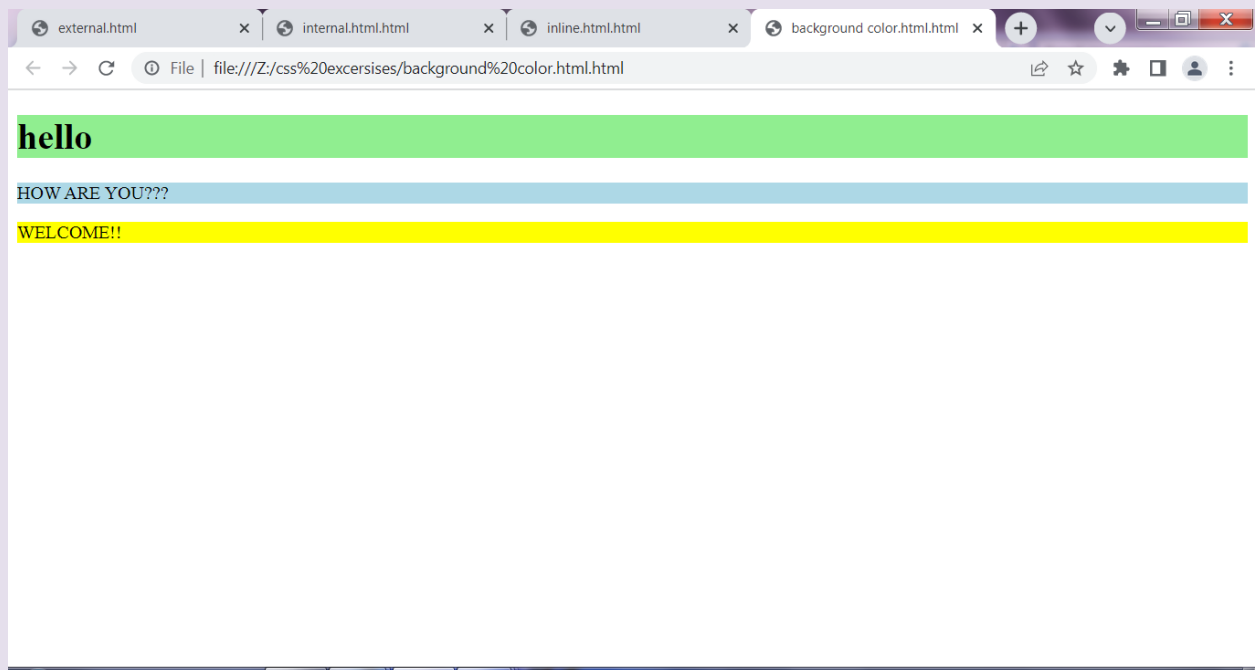 external.html
internal.html.html
inline.html.html
background color.html.html
File | file:///Z:/css%20excersises/background%20color.html.html
hello
HOW ARE YOU???
WELCOME!!